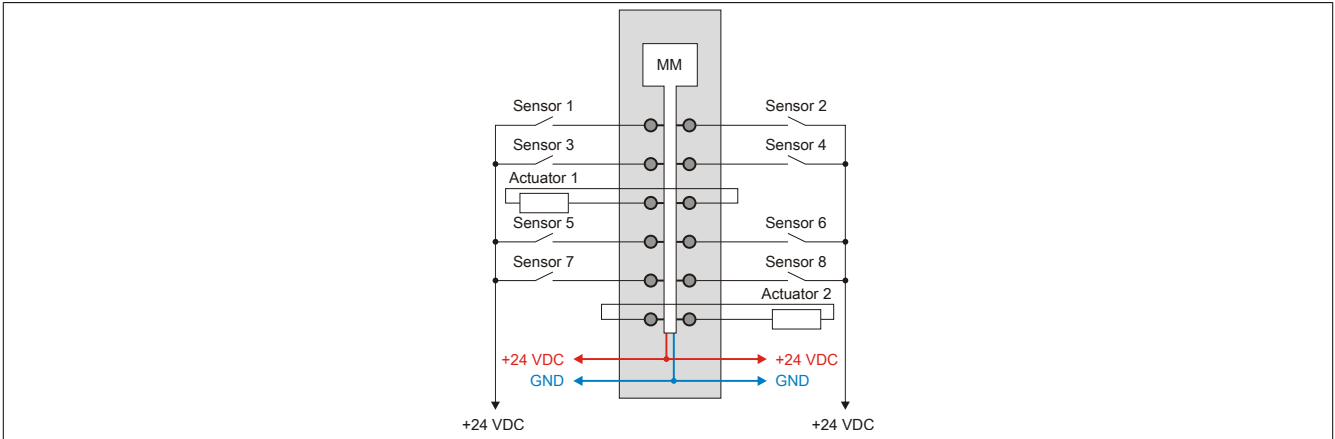 MM
Sensor 1 Sensor 2
Sensor 3 Sensor 4
Actuator 1
Sensor 5 Sensor 6
Sensor 7 Sensor 8
Actuator 2
+24 VDC +24 VDC
GND GND
+24 VDC +24 VDC